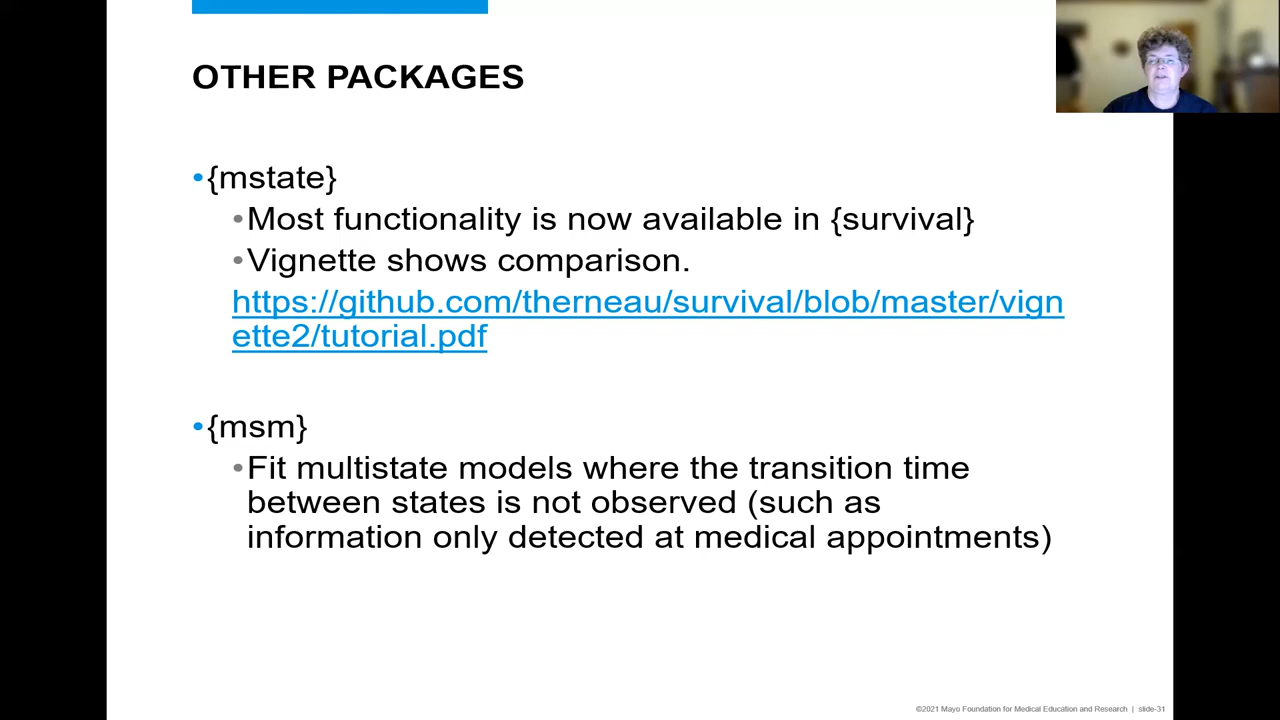 OTHER PACKAGES
•{mstate}
•Most functionality is now available in {survival}
•Vignette shows comparison.
https://github.com/therneau/survival/blob/master/vign
ette2/tutorial.pdf
•{msm}
•Fit multistate models where the transition time
between states is not observed (such as
information only detected at medical appointments)
©2021 Mayo Foundation for Medical Education and Research | slide-31